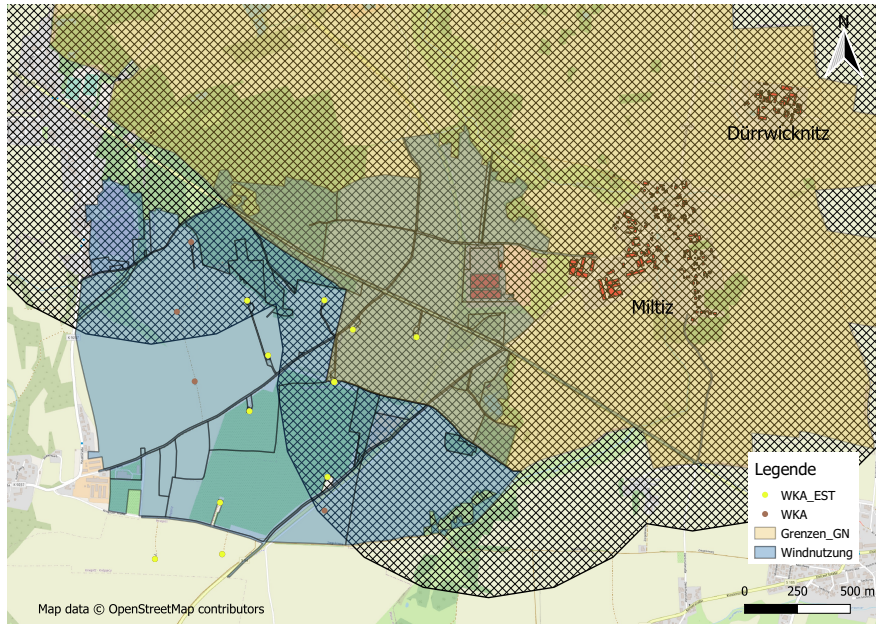 N
Dürrwicknitz
Miltiz
Legende
WKA_EST
WKA
Grenzen_GN
Windnutzung
0 250 500 m
Map data © OpenStreetMap contributors